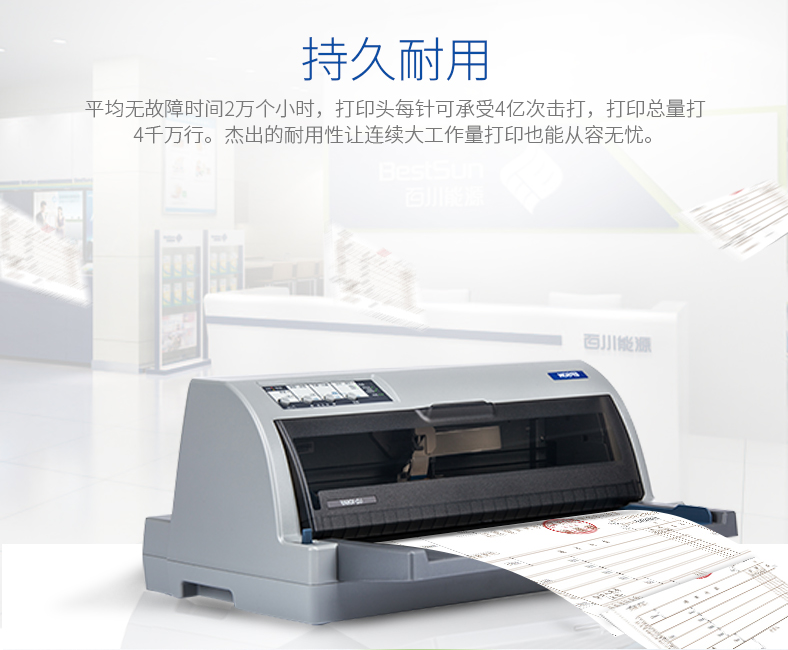 持久耐用
平均无故障时间2万个小时，打印头每针可承受4亿次击打，打印总量打
4千万行。杰出的耐用性让连续大工作量打印也能从容无忧。
BestSun
百川能源
百川能源